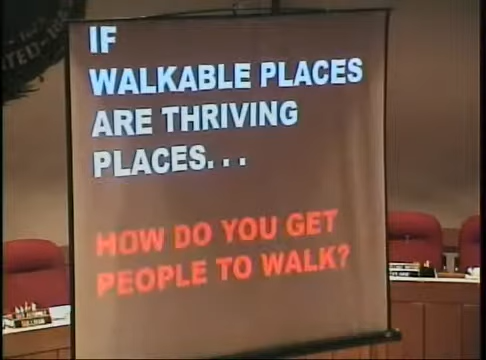 IF
WALKABLE PLACES
ARE THRIVING
PLACES...
HOW DO YOU GET
PEOPLE TO WALK?